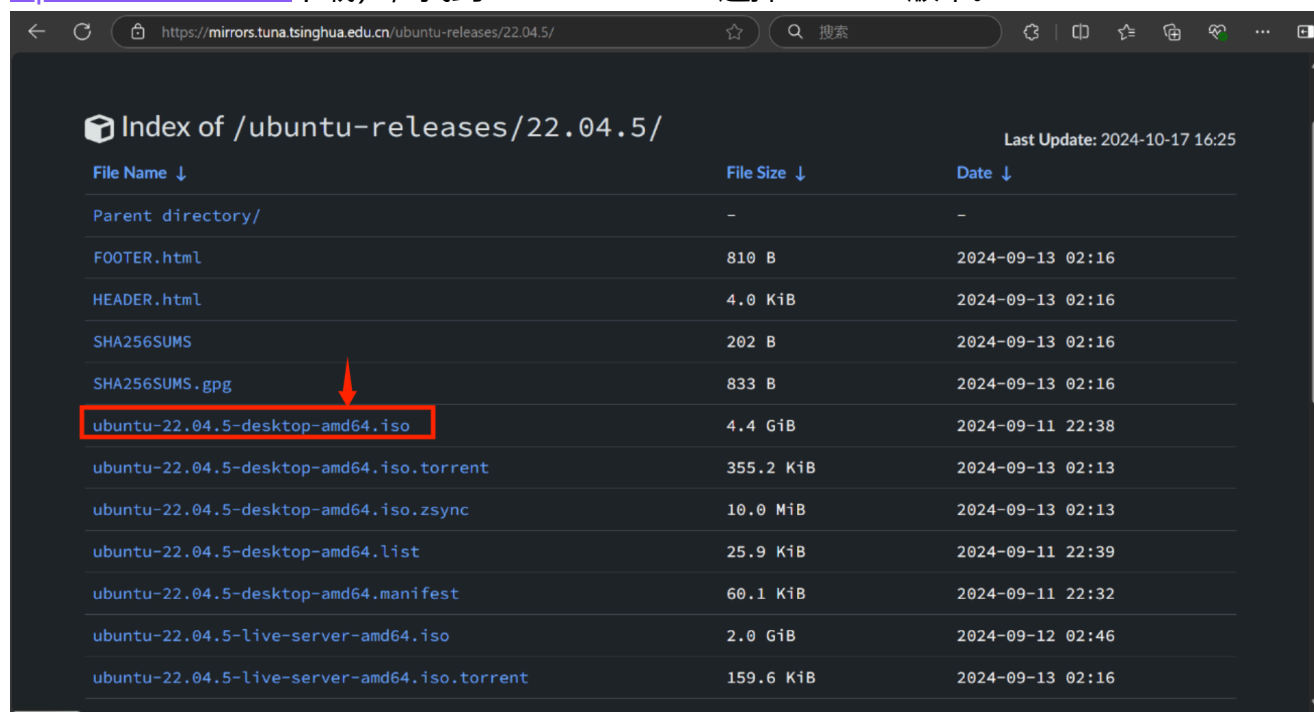 https://mirrors.tuna.tsinghua.edu.cn/ubuntu-releases/22.04.5/ 搜索
Index of /ubuntu-releases/22.04.5/
Last Update: 2024-10-17 16:25
File Name ↓ File Size ↓ Date ↓
Parent directory/ - -
FOOTER.html 810 B 2024-09-13 02:16
HEADER.html 4.0 KiB 2024-09-13 02:16
SHA256SUMS 202 B 2024-09-13 02:16
SHA256SUMS.gpg 833 B 2024-09-13 02:16
ubuntu-22.04.5-desktop-amd64.iso 4.4 GiB 2024-09-11 22:38
ubuntu-22.04.5-desktop-amd64.iso.torrent 355.2 KiB 2024-09-13 02:13
ubuntu-22.04.5-desktop-amd64.iso.zsync 10.0 MiB 2024-09-13 02:13
ubuntu-22.04.5-desktop-amd64.list 25.9 KiB 2024-09-11 22:39
ubuntu-22.04.5-desktop-amd64.manifest 60.1 KiB 2024-09-11 22:32
ubuntu-22.04.5-live-server-amd64.iso 2.0 GiB 2024-09-12 02:46
ubuntu-22.04.5-live-server-amd64.iso.torrent 159.6 KiB 2024-09-13 02:16